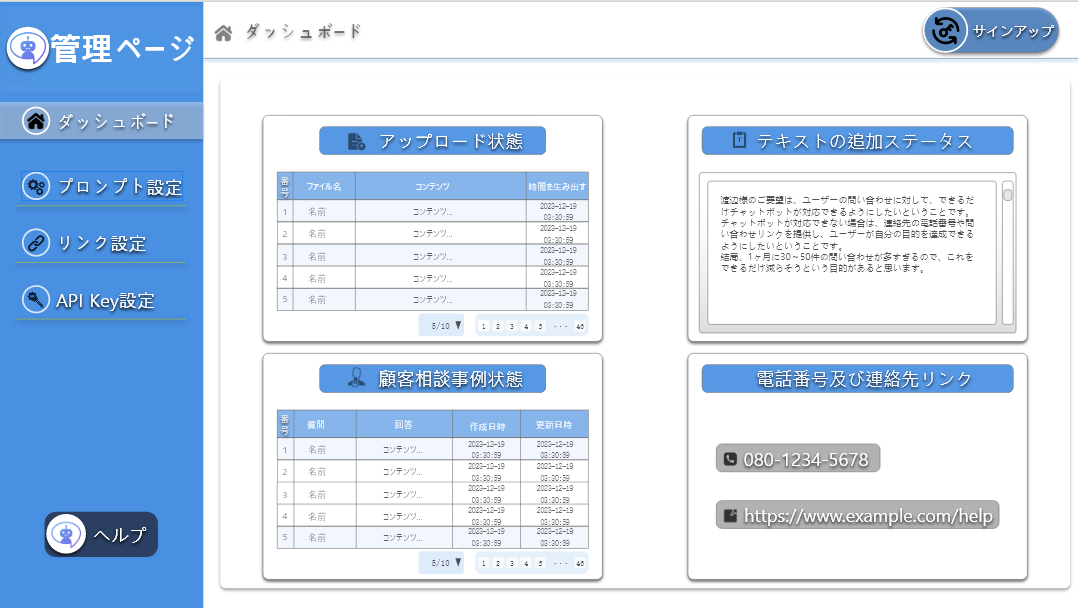 管理ページ
ダッシュボード
プロンプト設定
リンク設定
API Key設定
ヘルプ
ダッシュボード
サインアップ
アップロード状態
番号 ファイル名 コンテンツ 時間を生み出す
1 名前 コンテンツ... 2023-12-19 03:30:59
2 名前 コンテンツ... 2023-12-19 03:30:59
3 名前 コンテンツ... 2023-12-19 03:30:59
4 名前 コンテンツ... 2023-12-19 03:30:59
5 名前 コンテンツ... 2023-12-19 03:30:59
5/10 ▼ 1 2 3 4 5 ··· 46
テキストの追加ステータス
渡辺様のご要望は、ユーザーの問い合わせに対して、できるだ
けチャットボットが対応できるようにしたいということです。
チャットボットが対応できない場合は、連絡先の電話番号や問
い合わせリンクを提供し、ユーザーが自分の目的を達成できる
ようにしたいということです。
結局、1ヶ月に30~50件の問い合わせが多すぎるので、これを
できるだけ減らそうという目的があると思います。
顧客相談事例状態
番号 質問 回答 作成日時 更新日時
1 名前 コンテンツ... 2023-12-19 03:30:59 2023-12-19 03:30:59
2 名前 コンテンツ... 2023-12-19 03:30:59 2023-12-19 03:30:59
3 名前 コンテンツ... 2023-12-19 03:30:59 2023-12-19 03:30:59
4 名前 コンテンツ... 2023-12-19 03:30:59 2023-12-19 03:30:59
5 名前 コンテンツ... 2023-12-19 03:30:59 2023-12-19 03:30:59
5/10 ▼ 1 2 3 4 5 ··· 46
電話番号及び連絡先リンク
080-1234-5678
https://www.example.com/help